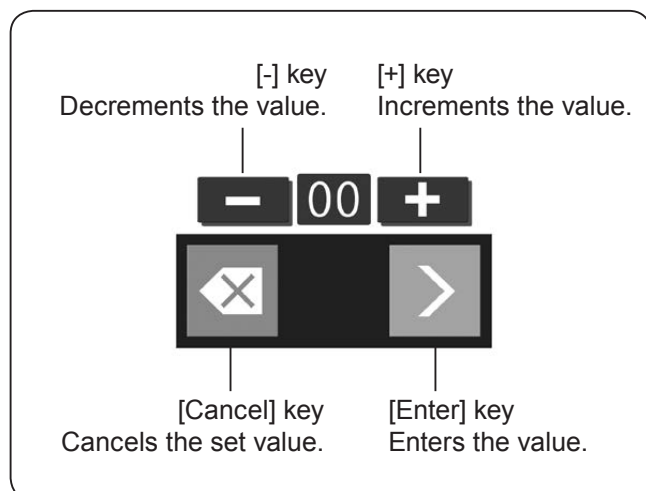 [-] key
Decrements the value.
[+] key
Increments the value.
00
[Cancel] key
Cancels the set value.
[Enter] key
Enters the value.